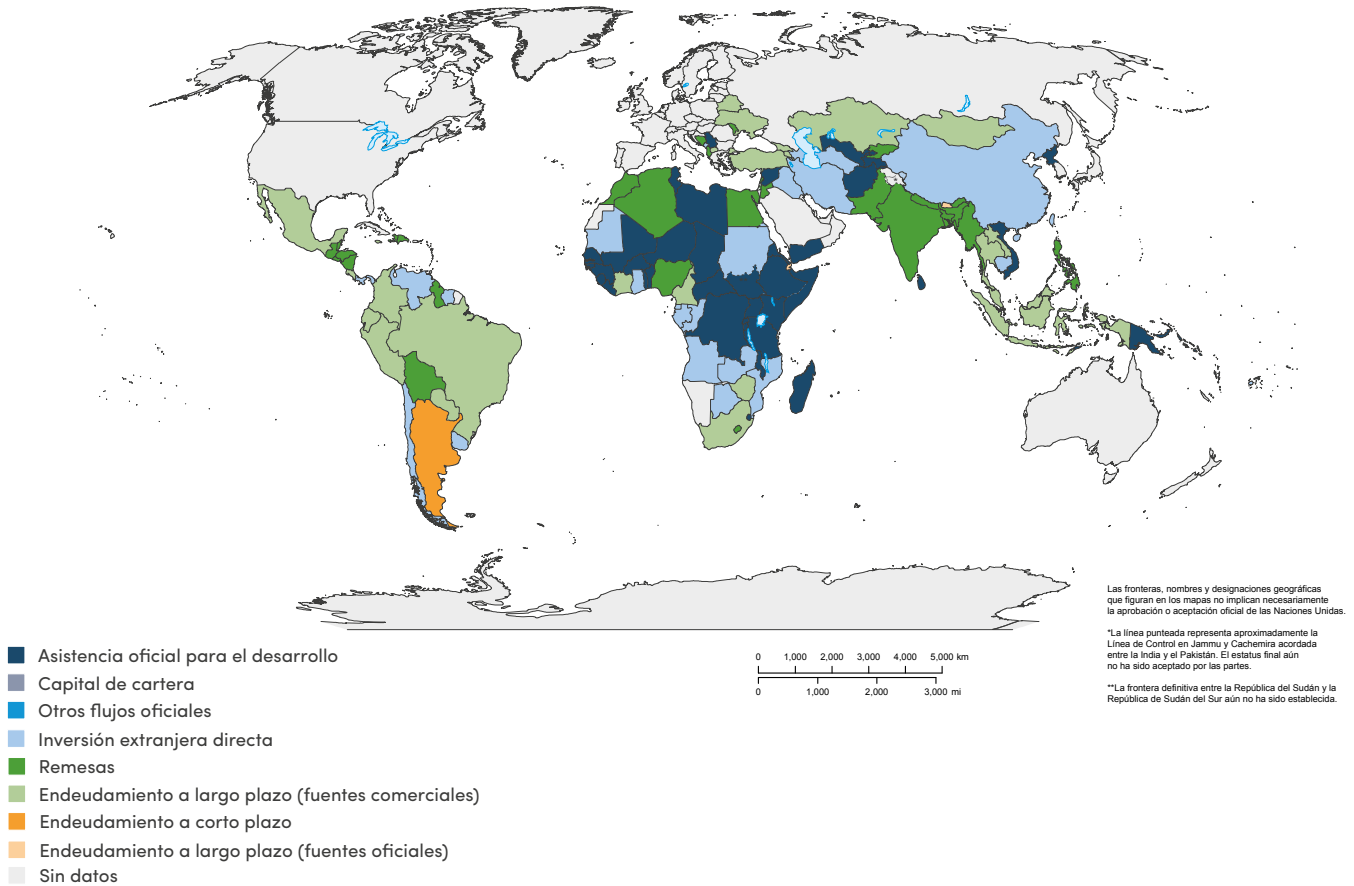 Las fronteras, nombres y designaciones geográficas
que figuran en los mapas no implican necesariamente
la aprobación o aceptación oficial de las Naciones Unidas.
*La línea punteada representa aproximadamente la
Línea de Control en Jammu y Cachemira acordada
entre la India y el Pakistán. El estatus final aún
no ha sido aceptado por las partes.
**La frontera definitiva entre la República del Sudán y la
República de Sudán del Sur aún no ha sido establecida.
Asistencia oficial para el desarrollo
Capital de cartera
Otros flujos oficiales
Inversión extranjera directa
Remesas
Endeudamiento a largo plazo (fuentes comerciales)
Endeudamiento a corto plazo
Endeudamiento a largo plazo (fuentes oficiales)
Sin datos
0 1,000 2,000 3,000 4,000 5,000 km
0 1,000 2,000 3,000 mi